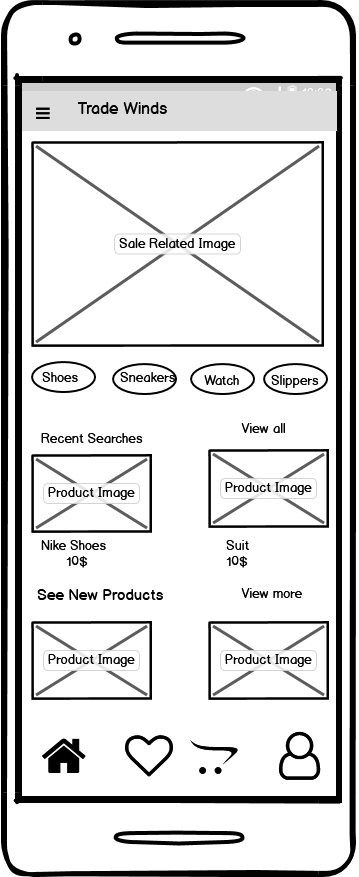 Trade Winds
Sale Related Image
Shoes Sneakers Watch Slippers
Recent Searches View all
Product Image Product Image
Nike Shoes Suit
10$ 10$
See New Products View more
Product Image Product Image